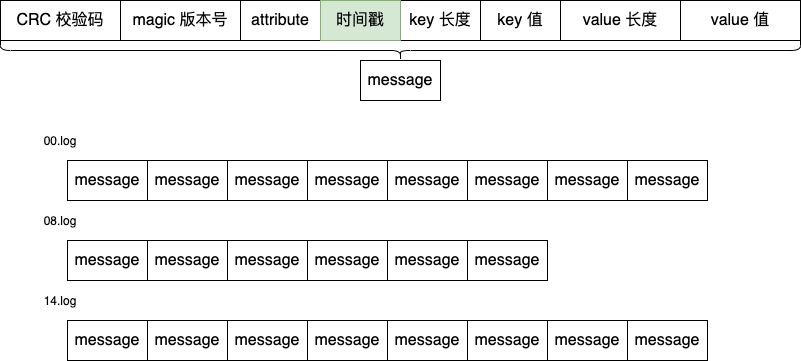 CRC 校验码 magic 版本号 attribute 时间戳 key 长度 key 值 value 长度 value 值
message
00.log
message message message message message message message message
08.log
message message message message message message
14.log
message message message message message message message message